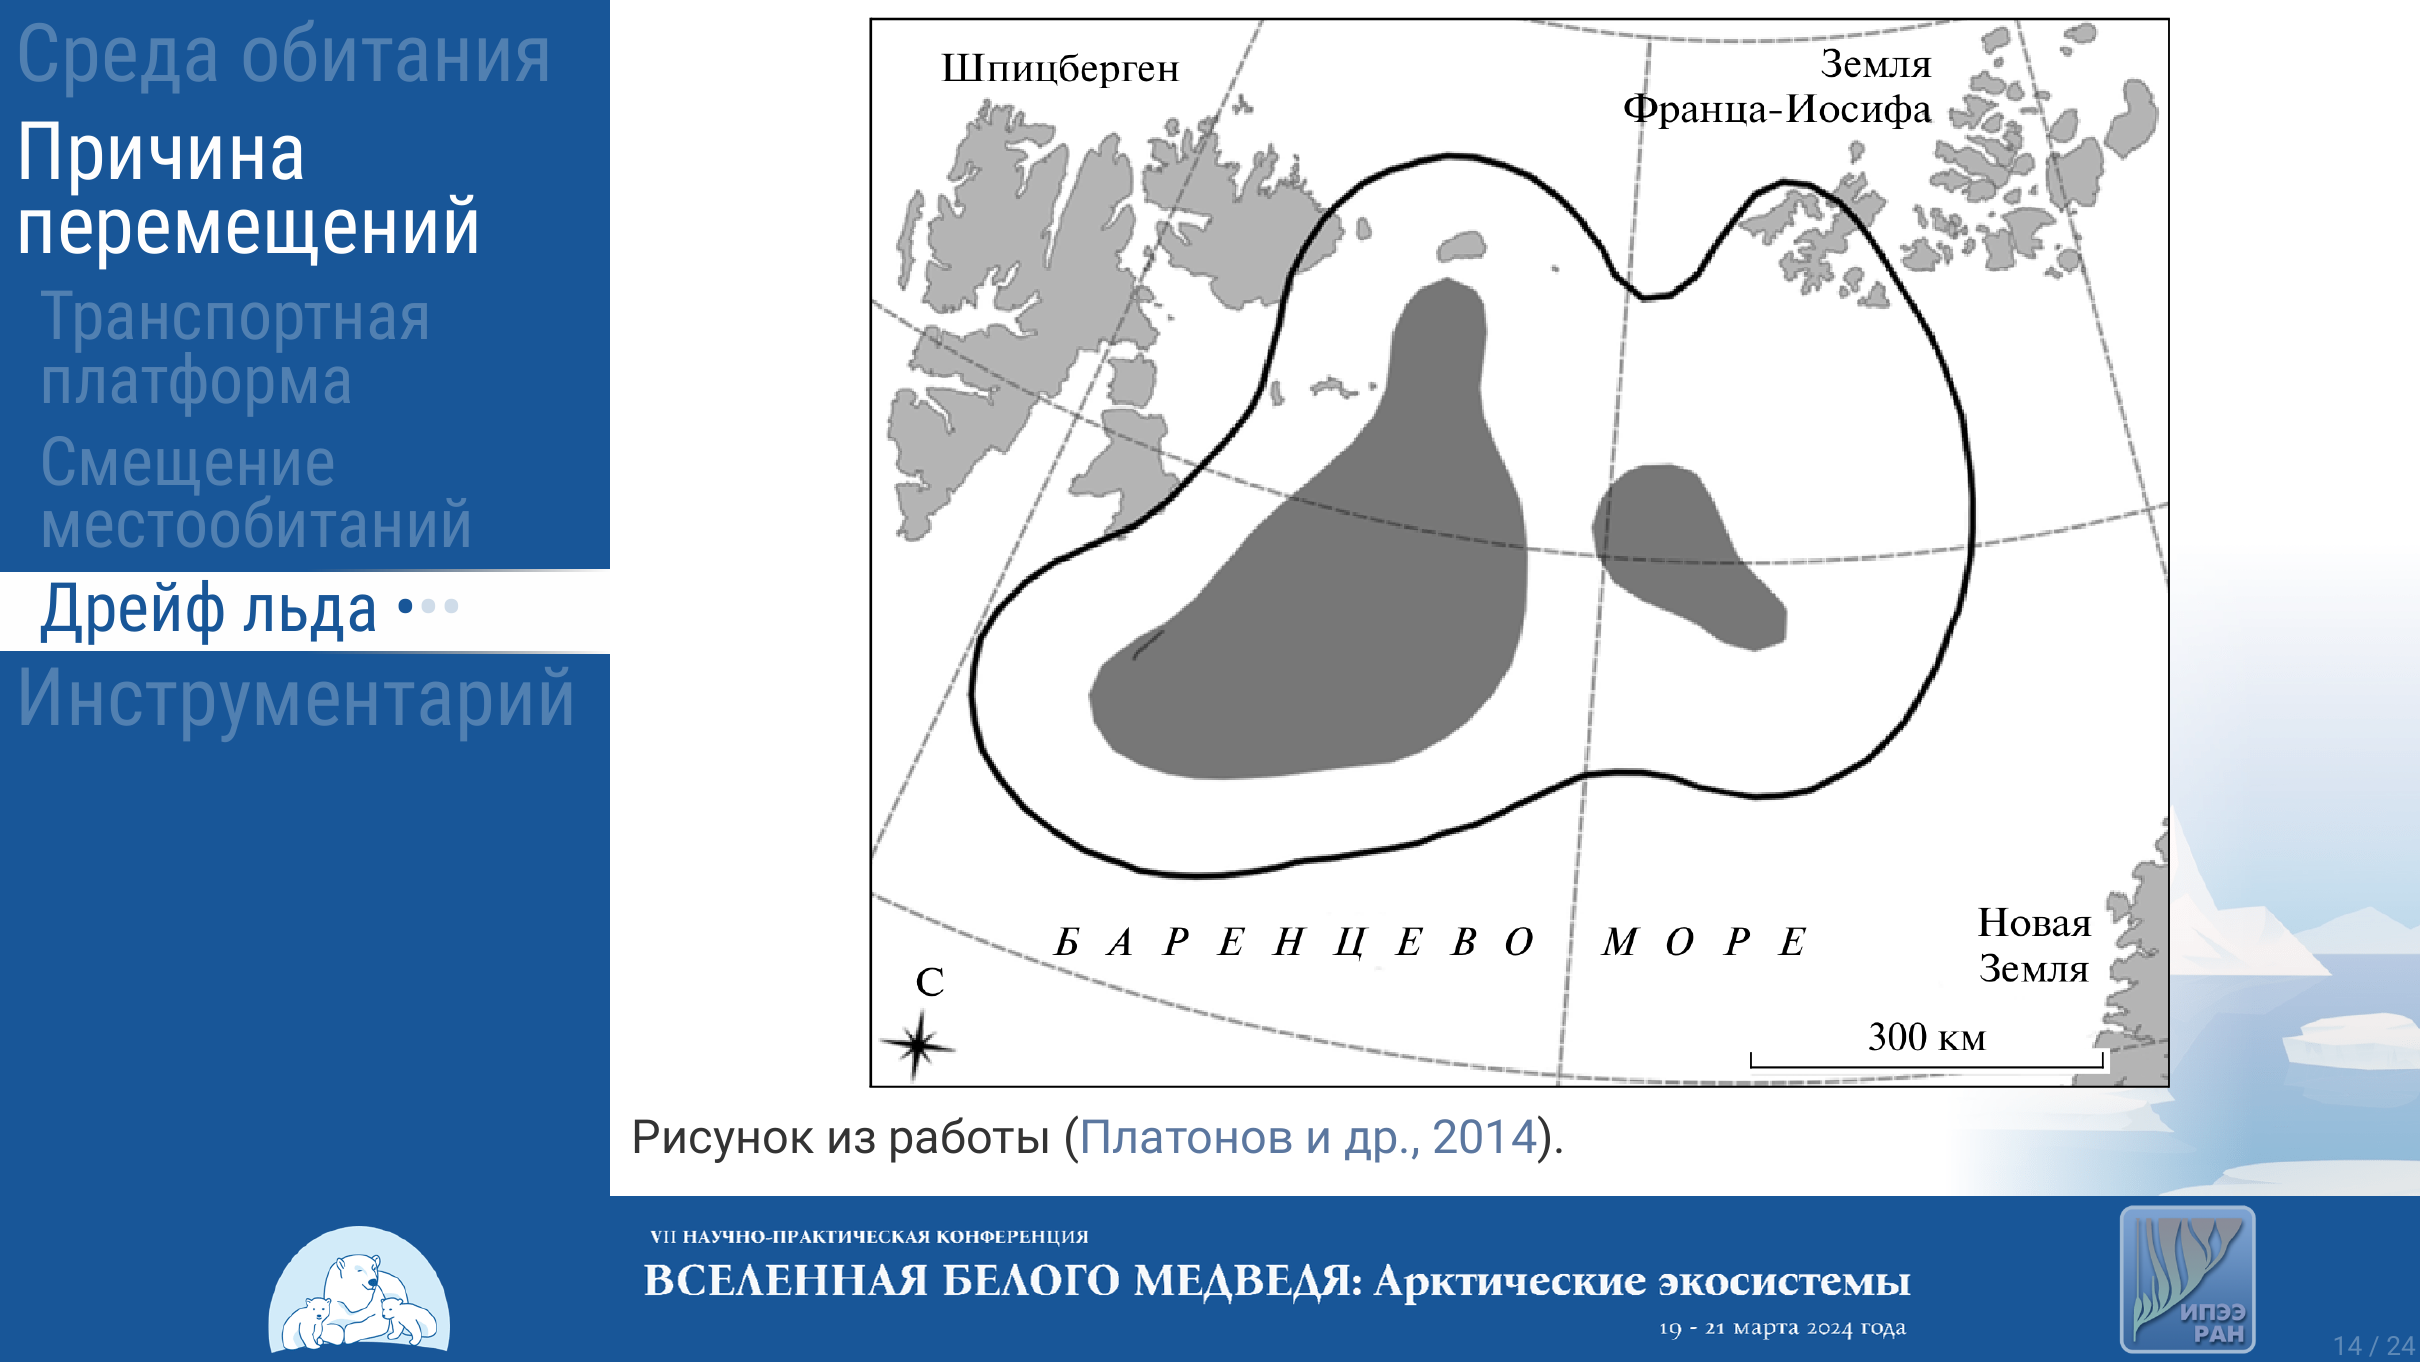 Среда обитания
Причина
перемещений
Транспортная
платформа
Смещение
местообитаний
Дрейф льда
Инструментарий
Шпицберген
Земля
Франца-Иосифа
БАРЕНЦЕВО МОРЕ
Новая
Земля
С
300 км
Рисунок из работы (Платонов и др., 2014).
VII НАУЧНО-ПРАКТИЧЕСКАЯ КОНФЕРЕНЦИЯ
ВСЕЛЕННАЯ БЕЛОГО МЕДВЕДЯ: Арктические экосистемы
19 - 21 марта 2024 года
ИПЭЭ
РАН
14 / 24